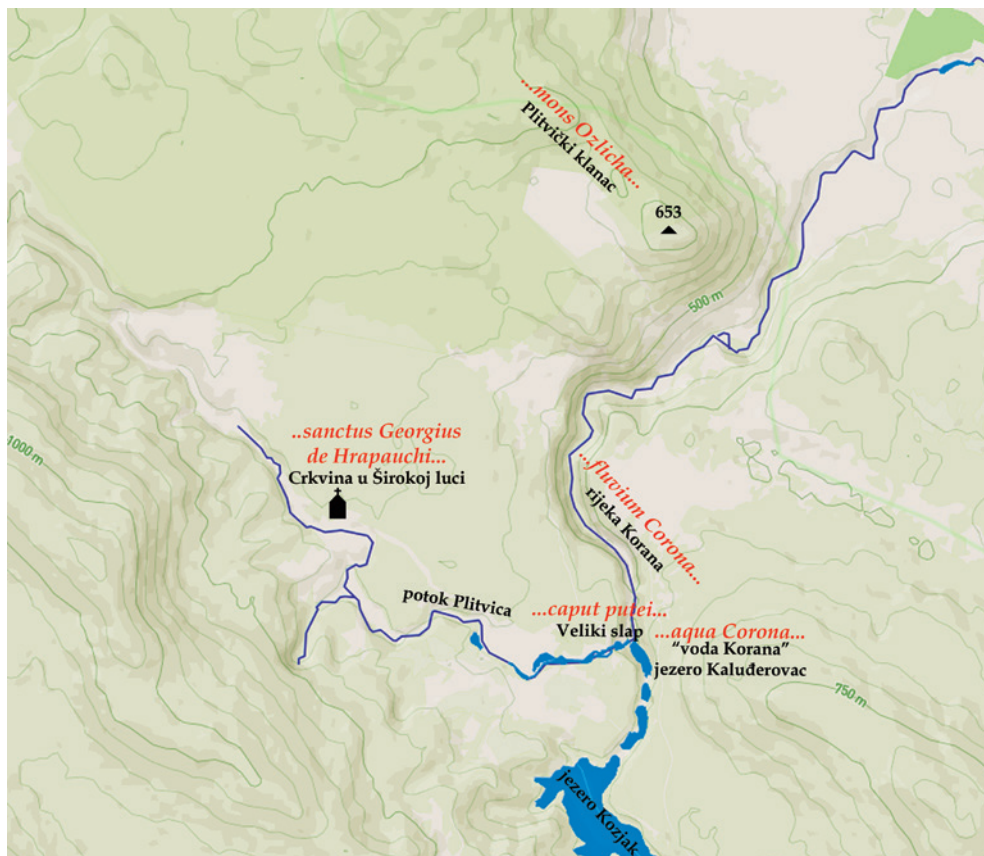 ...mons Ozlicha...
Plitvički klanac
653
500 m
1000 m
..sanctus Georgius
de Hrapauchi...
Crkvina u Širokoj luci
...fluvium Corona...
rijeka Korana
potok Plitvica
...caput putei...
Veliki slap
...aqua Corona...
“voda Korana”
jezero Kaluđerovac
750 m
jezero Kozjak